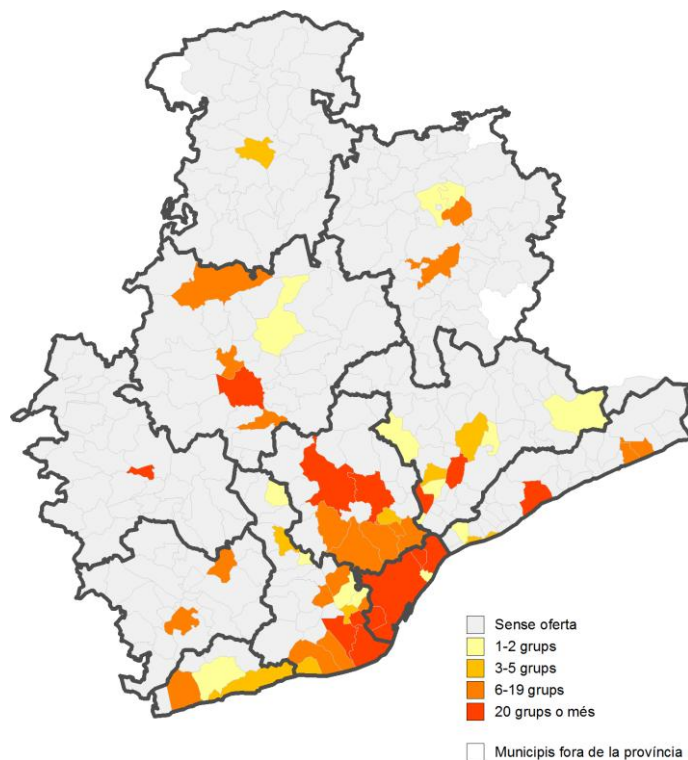 Sense oferta
1-2 grups
3-5 grups
6-19 grups
20 grups o més
Municipis fora de la província